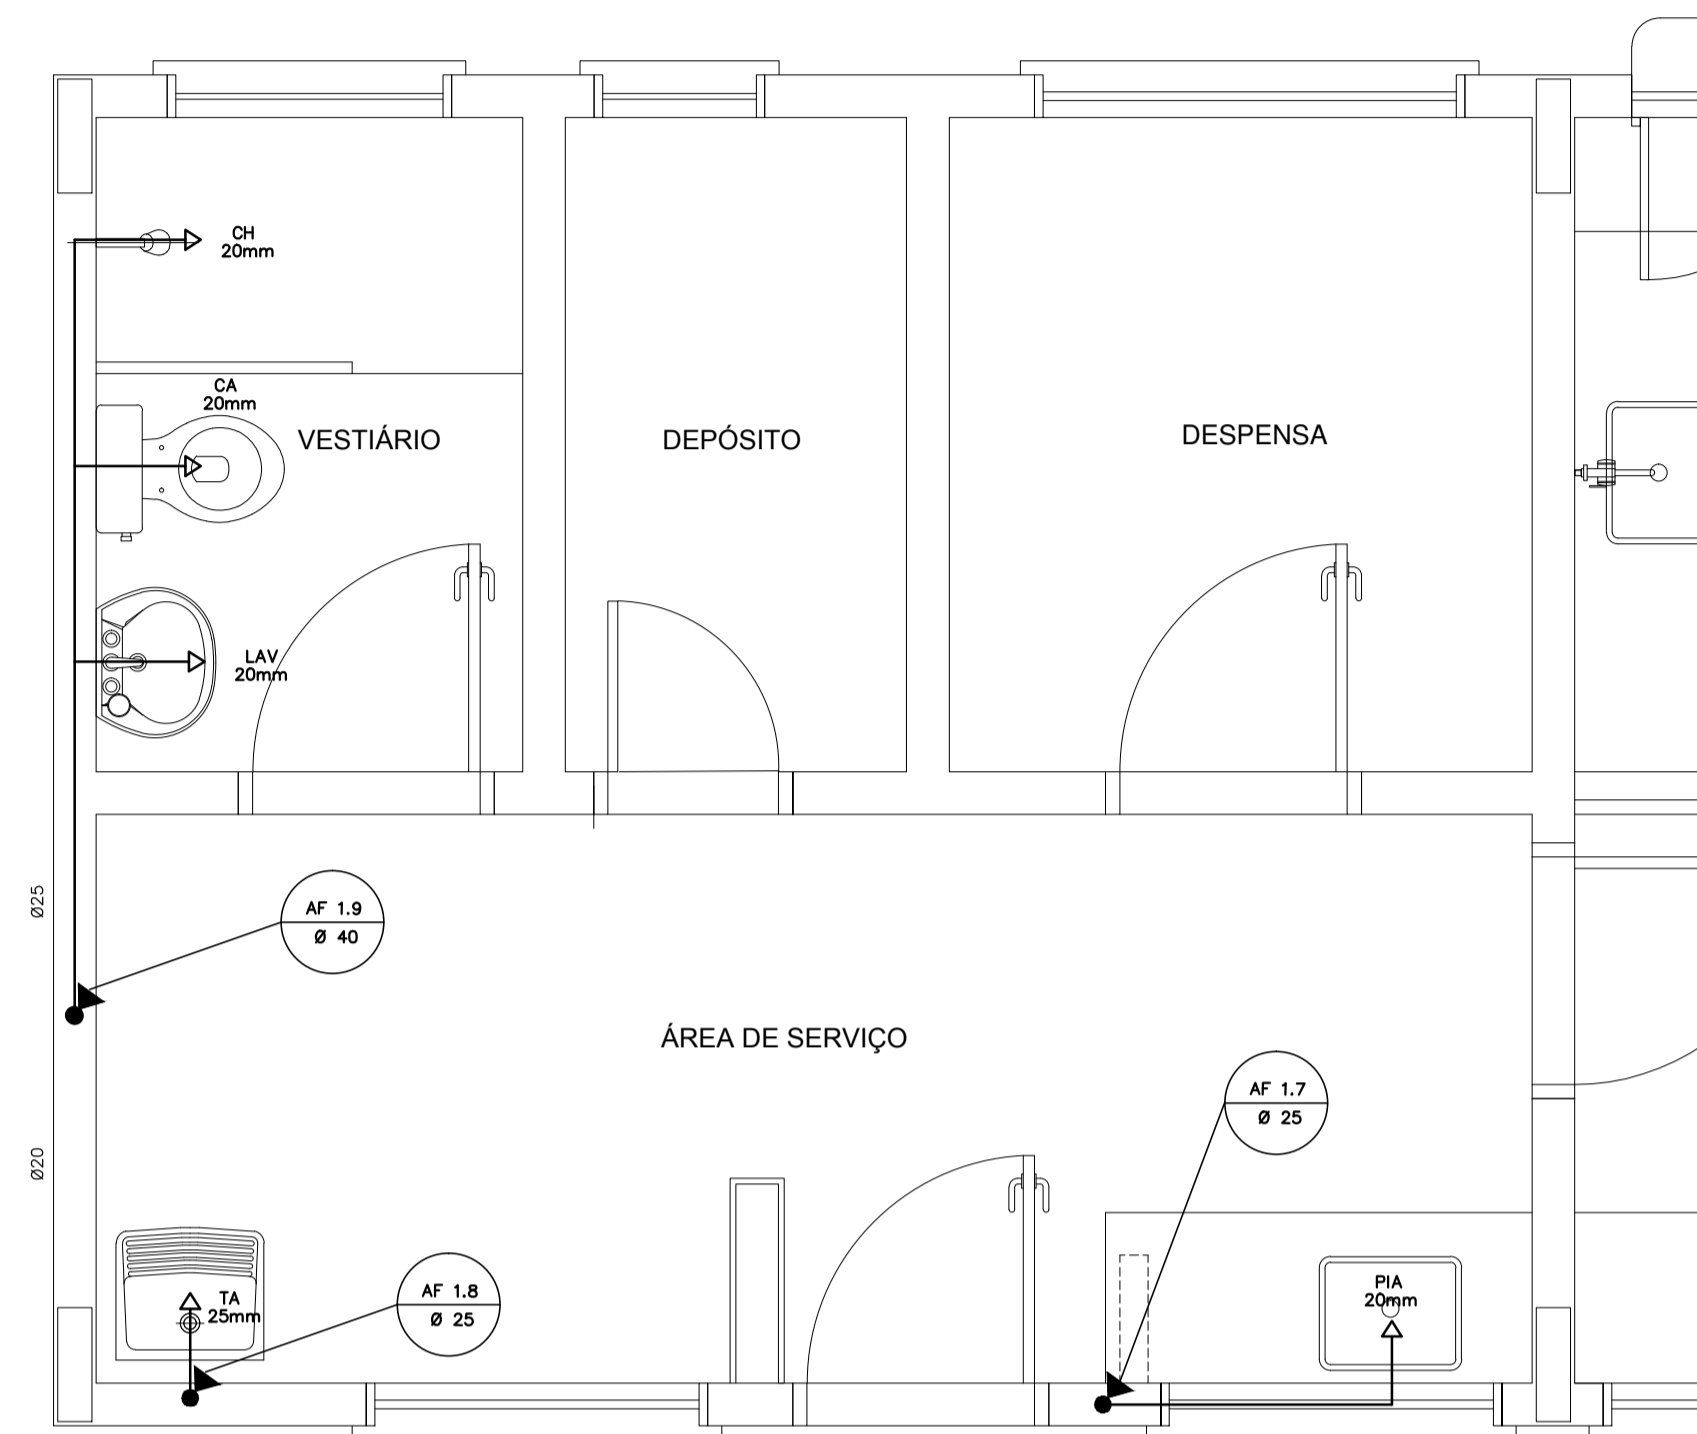 CH
20mm
CA
20mm
VESTIÁRIO
DEPÓSITO
DESPENSA
LAV
20mm
Ø25
AF 1.9
Ø 40
ÁREA DE SERVIÇO
AF 1.7
Ø 25
Ø20
TA
25mm
AF 1.8
Ø 25
PIA
20mm